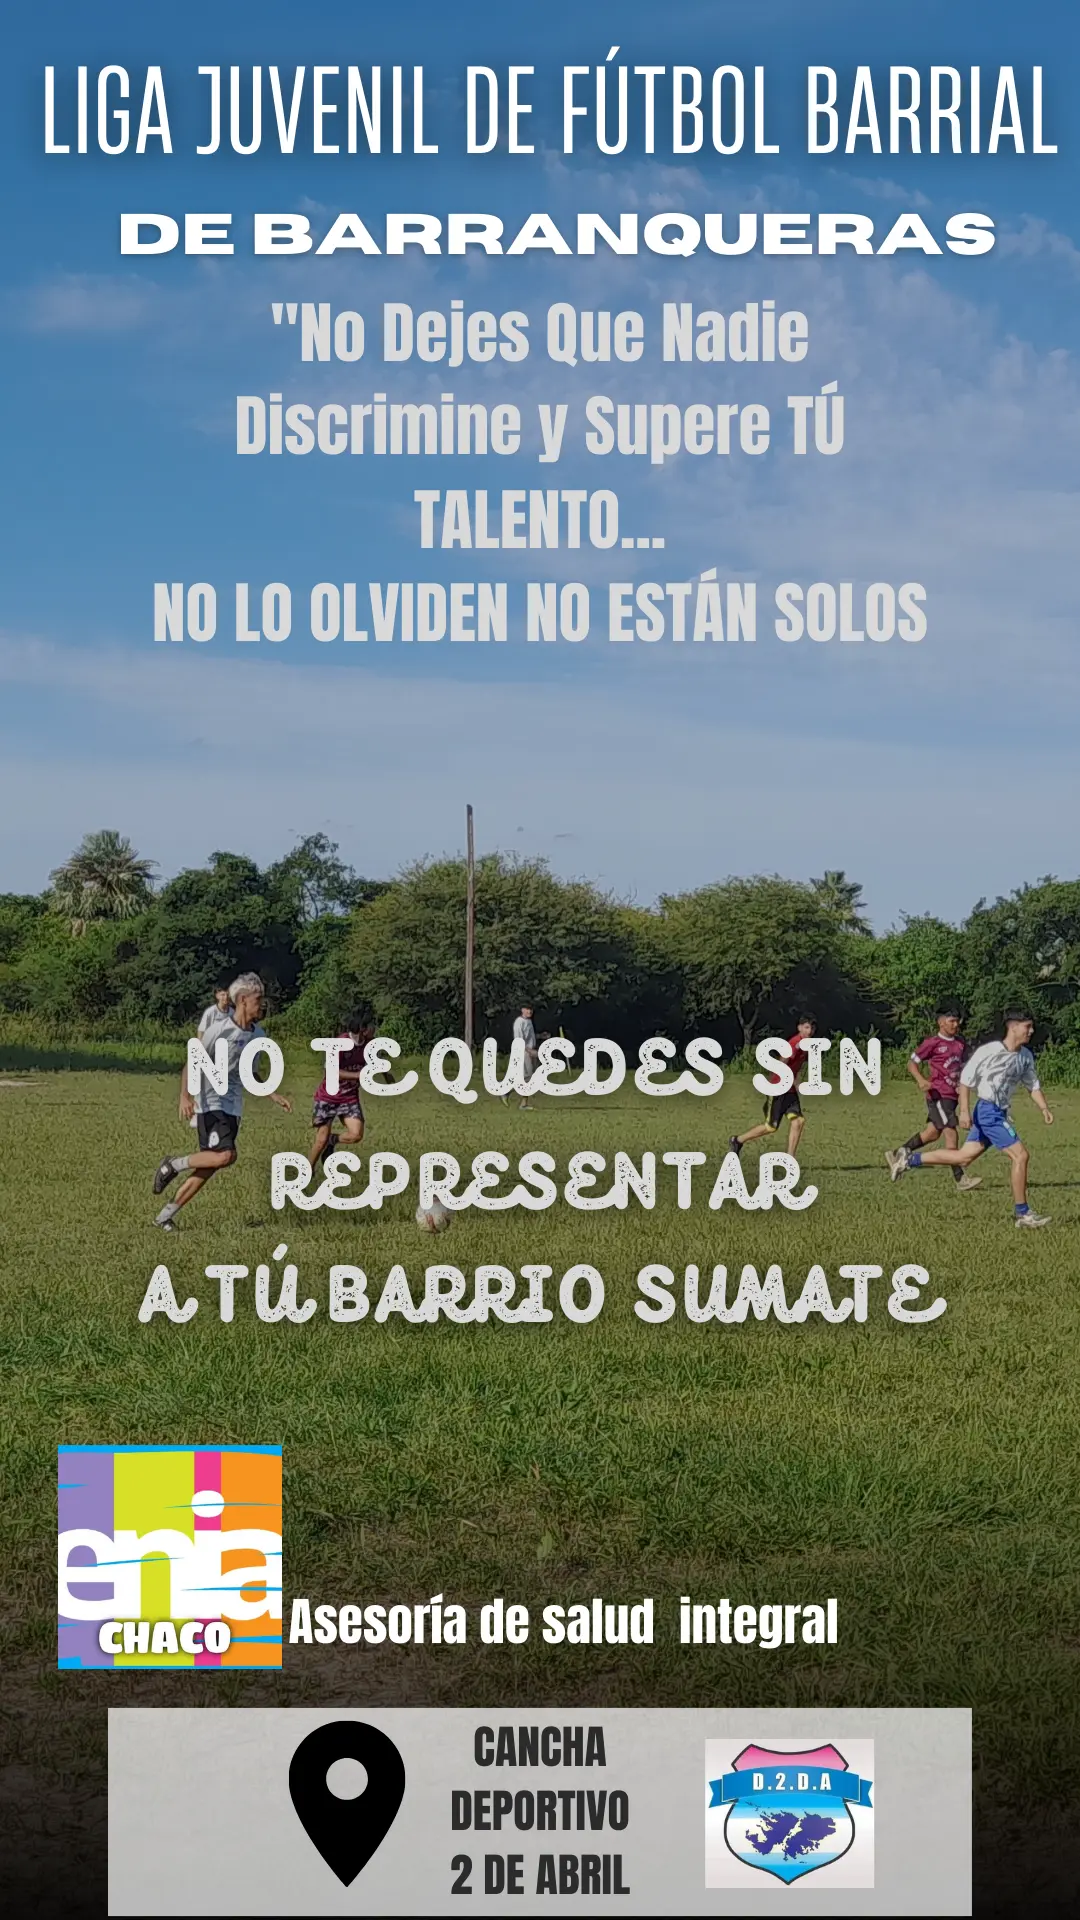 LIGA JUVENIL DE FÚTBOL BARRIAL
DE BARRANQUERAS
"No Dejes Que Nadie
Discrimine y Supere TÚ
TALENTO...
NO LO OLVIDEN NO ESTÁN SOLOS
NO TE QUEDES SIN
REPRESENTAR
A TÚ BARRIO SUMATE
enia
CHACO
Asesoría de salud integral
CANCHA
DEPORTIVO
2 DE ABRIL
D.2.D.A